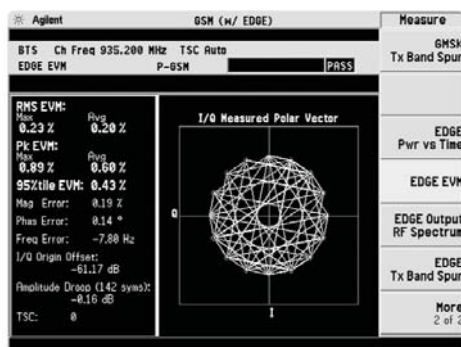 Agilent GSM (w/ EDGE) Measure
BTS Ch Freq 935.200 MHz TSC Auto
EDGE EVM P-GSM PASS
GMSK
Tx Band Spur
EDGE
Pwr vs Time
EDGE EVM
EDGE Output
RF Spectrum
EDGE
Tx Band Spur
More
2 of 2
RMS EVM:
Max Avg
0.23 % 0.20 %
Pk EVM:
Max Avg
0.89 % 0.60 %
95%tile EVM: 0.43 %
Mag Error: 0.19 %
Phas Error: 0.14 °
Freq Error: -7.80 Hz
I/Q Origin Offset:
-61.17 dB
Amplitude Droop (142 syms):
-0.16 dB
TSC: 0
I/Q Measured Polar Vector
Q
I